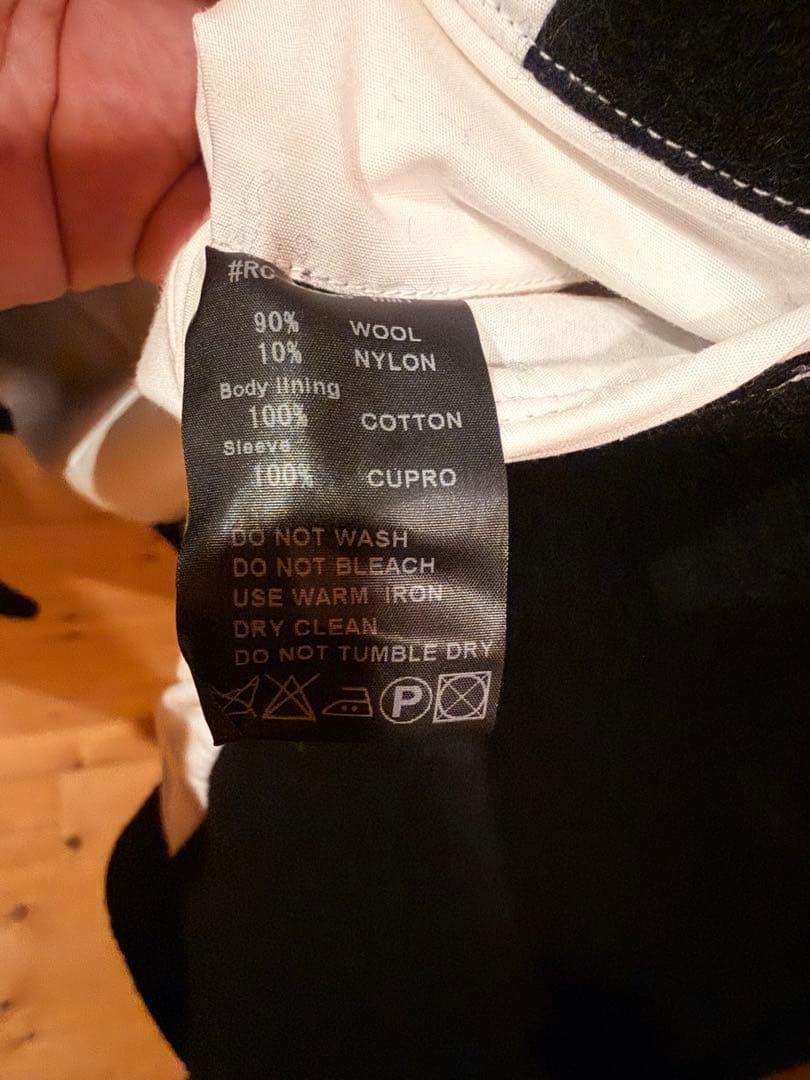 #Ro
90% WOOL
10% NYLON
Body lining
100% COTTON
Sleeve
100% CUPRO
DO NOT WASH
DO NOT BLEACH
USE WARM IRON
DRY CLEAN
DO NOT TUMBLE DRY
P